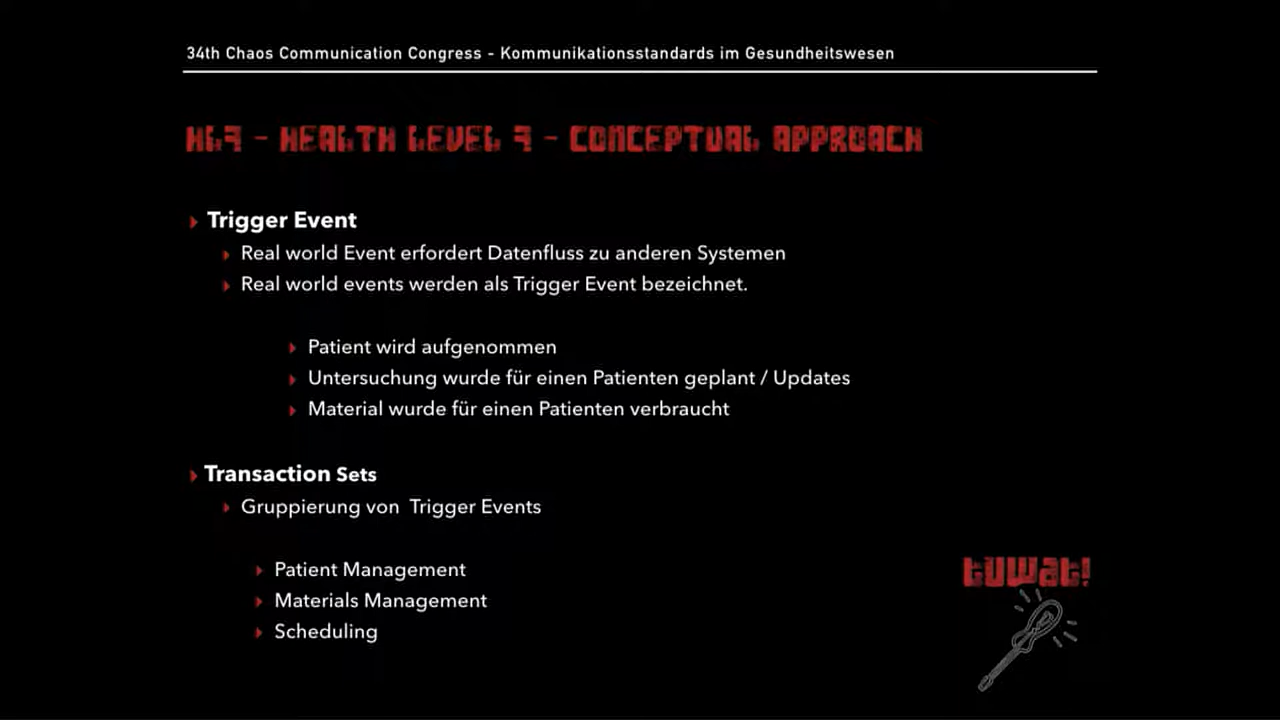 34th Chaos Communication Congress - Kommunikationsstandards im Gesundheitswesen
HL7 - HEALTH LEVEL 7 - CONCEPTUAL APPROACH
Trigger Event
Real world Event erfordert Datenfluss zu anderen Systemen
Real world events werden als Trigger Event bezeichnet.
Patient wird aufgenommen
Untersuchung wurde für einen Patienten geplant / Updates
Material wurde für einen Patienten verbraucht
Transaction Sets
Gruppierung von Trigger Events
Patient Management
Materials Management
Scheduling
tuwat!